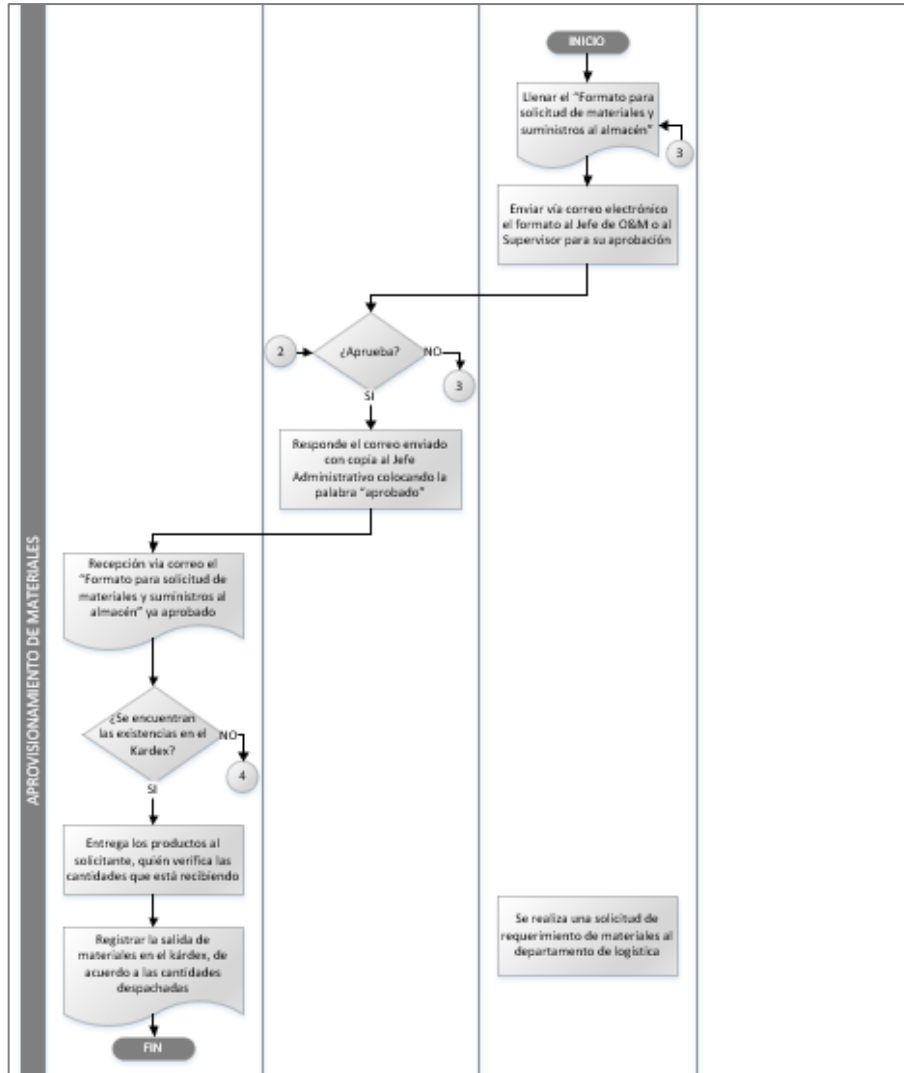 INICIO
Llenar el "Formato para
solicitud de materiales y
suministros al almacén"
3
Enviar vía correo electrónico
el formato al Jefe de O&M o al
Supervisor para su aprobación
2
¿Aprueba?
NO
3
SI
Responde el correo enviado
con copía al Jefe
Administrativo colocando la
palabra "aprobado"
APROVISIONAMIENTO DE MATERIALES
Recepción vía correo el
"Formato para solicitud de
materiales y suministros al
almacén" ya aprobado
¿Se encuentran
las existencias en el
Kardex?
NO
4
SI
Entrega los productos al
solicitante, quién verifica las
cantidades que está recibiendo
Se realiza una solicitud de
requerimiento de materiales al
departamento de logística
Registrar la salida de
materiales en el kárdex, de
acuerdo a las cantidades
despachadas
FIN